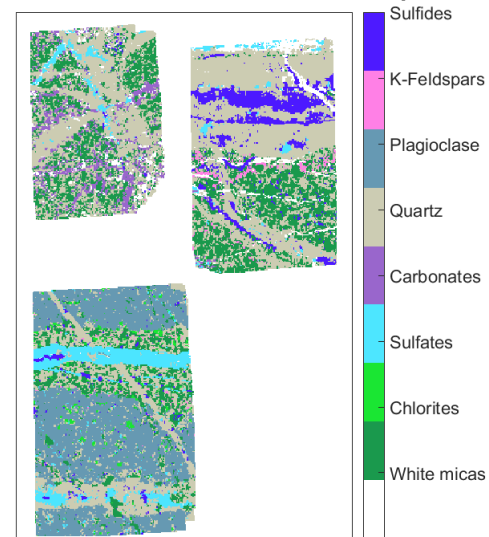 Sulfides
K-Feldspars
Plagioclase
Quartz
Carbonates
Sulfates
Chlorites
White micas